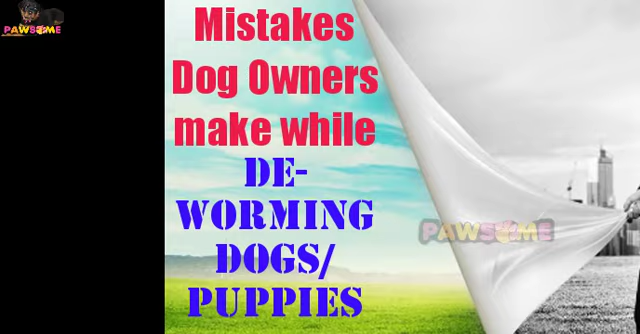 PAWSOME
Mistakes
Dog Owners
make while
DE-
WORMING
DOGS/
PUPPIES
PAWSOME